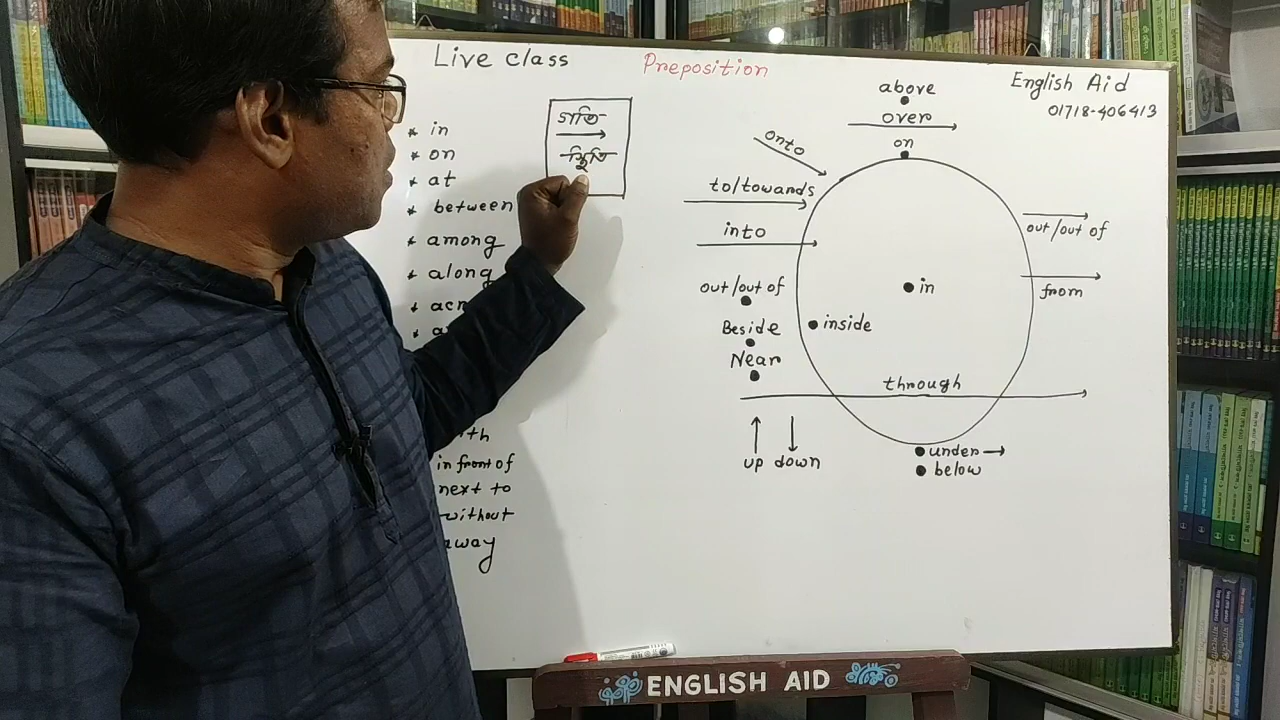 Live class
Preposition
English Aid
01718-406413
* in
* on
* at
* between
* among
* along
in front of
next to
without
গতি
স্থিতি
above
over
on
onto
to/towards
into
out/out of
Beside
Near
in
inside
out/out of
from
through
up down
under
below
ENGLISH AID